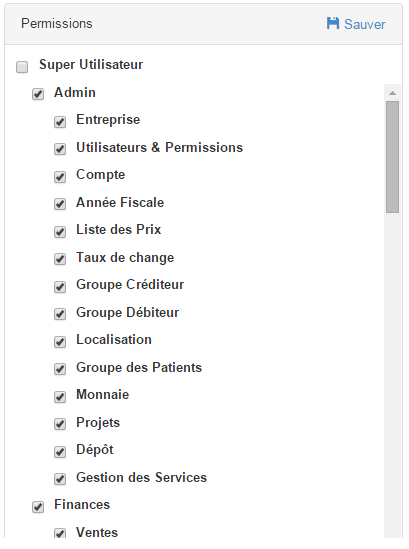 Permissions
Sauver
Super Utilisateur
Admin
Entreprise
Utilisateurs & Permissions
Compte
Année Fiscale
Liste des Prix
Taux de change
Groupe Créditeur
Groupe Débiteur
Localisation
Groupe des Patients
Monnaie
Projets
Dépôt
Gestion des Services
Finances
Ventes